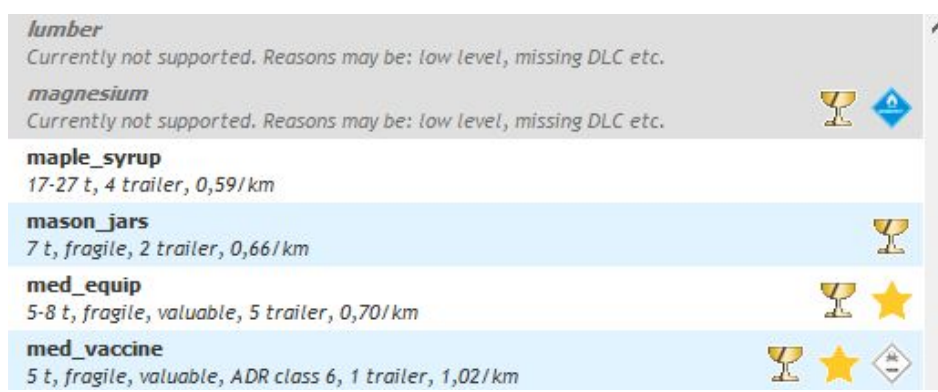 lumber
Currently not supported. Reasons may be: low level, missing DLC etc.
magnesium
Currently not supported. Reasons may be: low level, missing DLC etc.
maple_syrup
17-27 t, 4 trailer, 0,59/km
mason_jars
7 t, fragile, 2 trailer, 0,66/km
med_equip
5-8 t, fragile, valuable, 5 trailer, 0,70/km
med_vaccine
5 t, fragile, valuable, ADR class 6, 1 trailer, 1,02/km